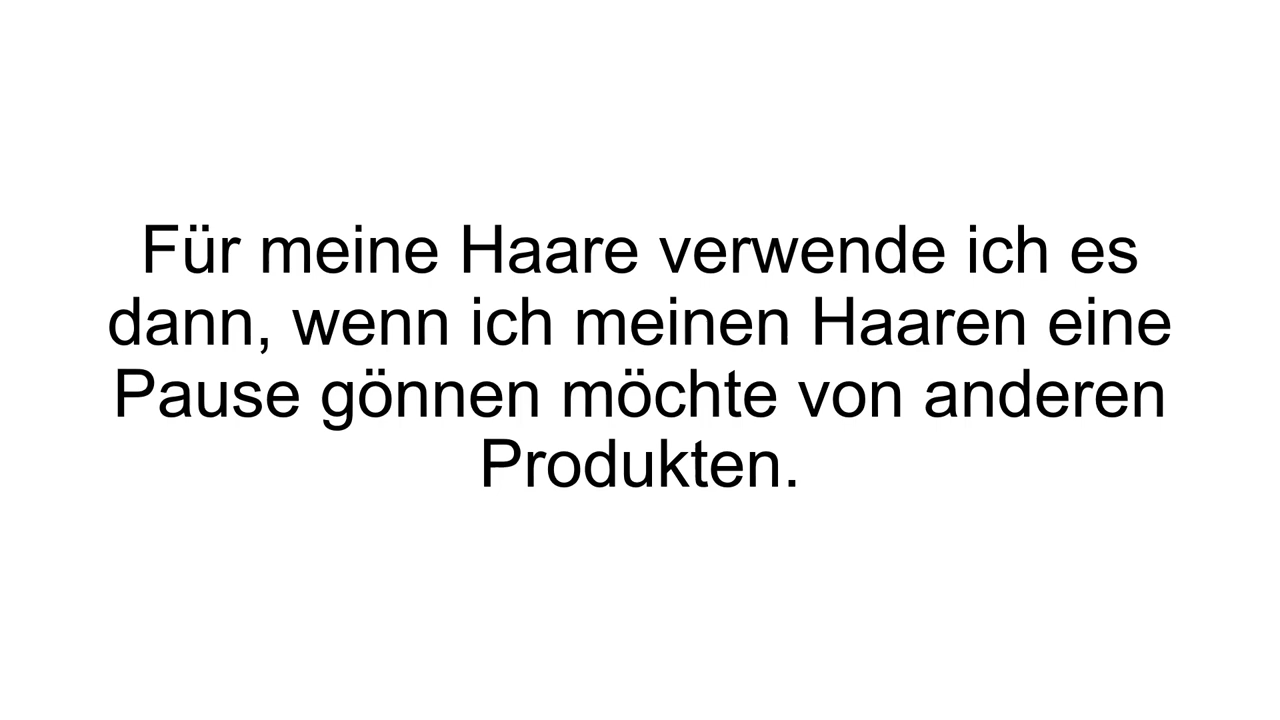 Für meine Haare verwende ich es
dann, wenn ich meinen Haaren eine
Pause gönnen möchte von anderen
Produkten.